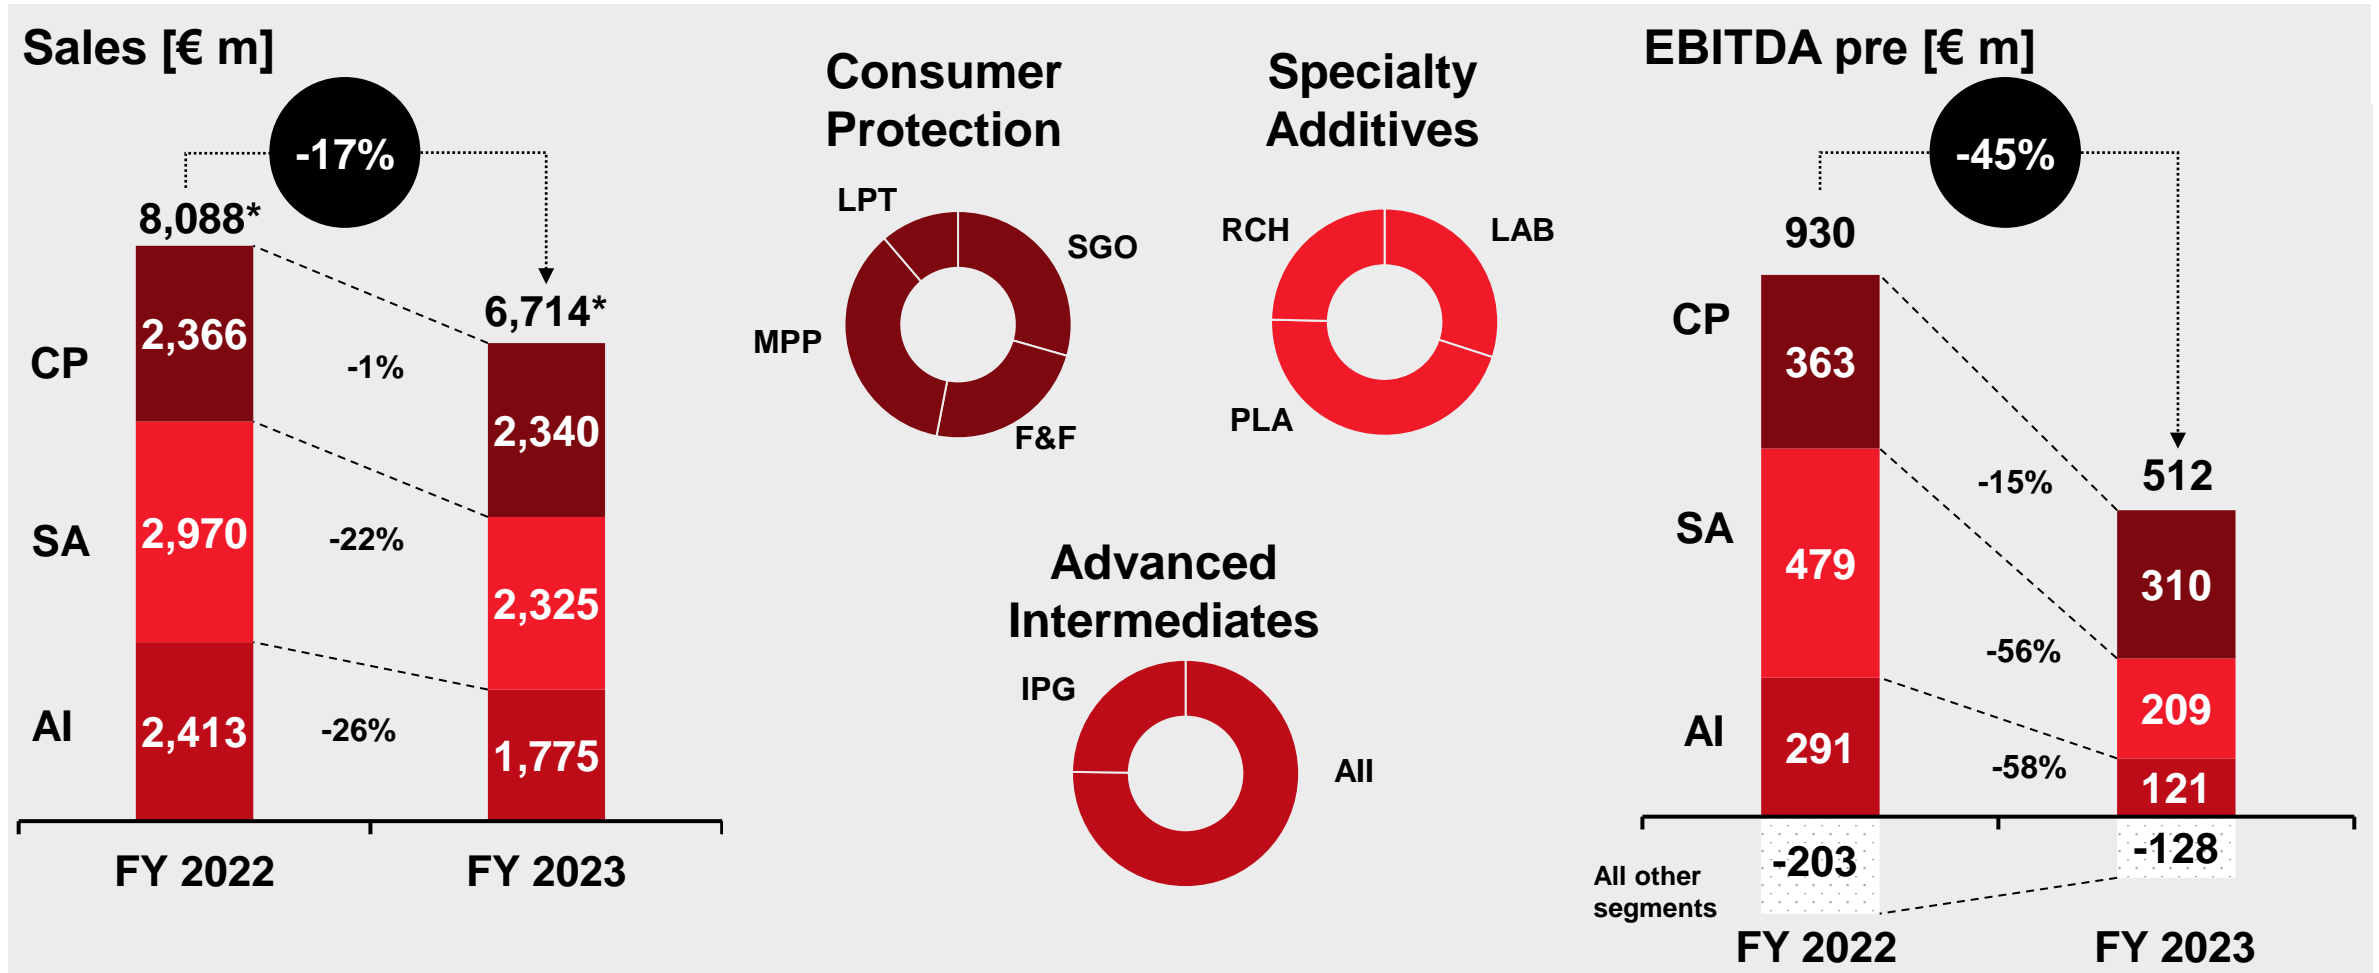 Sales [€ m]
-17%
8,088*
6,714*
CP
2,366
-1%
2,340
SA
2,970
-22%
2,325
AI
2,413
-26%
1,775
FY 2022
FY 2023
Consumer
Protection
LPT
SGO
MPP
F&F
Specialty
Additives
RCH
LAB
PLA
Advanced
Intermediates
IPG
AII
EBITDA pre [€ m]
-45%
930
512
CP
363
-15%
310
SA
479
-56%
209
AI
291
-58%
121
All other
segments
-203
-128
FY 2022
FY 2023